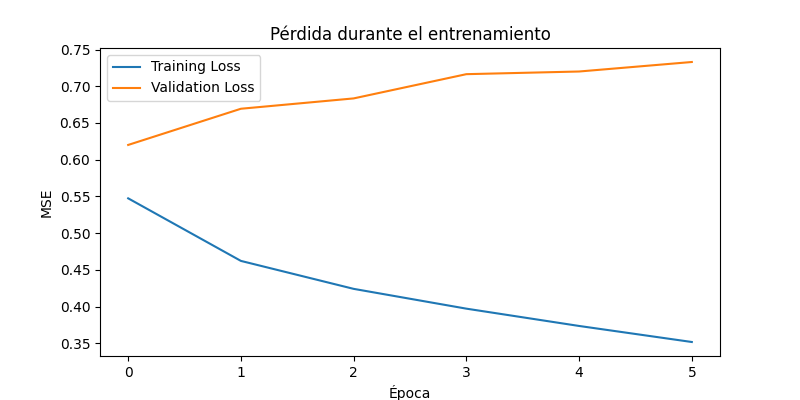 Pérdida durante el entrenamiento
Training Loss
Validation Loss
MSE
0.75
0.70
0.65
0.60
0.55
0.50
0.45
0.40
0.35
0 1 2 3 4 5
Época